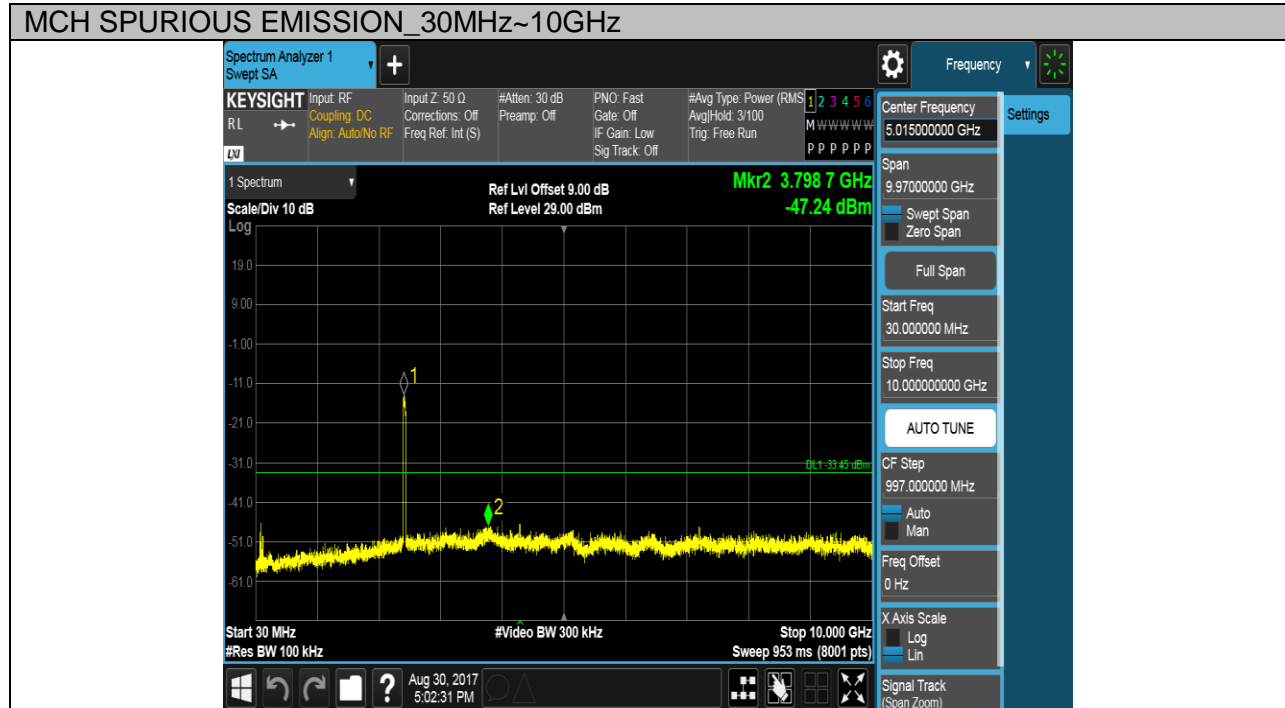 MCH SPURIOUS EMISSION_30MHz~10GHz
Spectrum Analyzer 1
Swept SA
+
Frequency
KEYSIGHT
RL
LXI
Input: RF
Coupling: DC
Align: Auto/No RF
Input Z: 50 Ω
Corrections: Off
Freq Ref: Int (S)
#Atten: 30 dB
Preamp: Off
PNO: Fast
Gate: Off
IF Gain: Low
Sig Track: Off
#Avg Type: Power (RMS
Avg|Hold: 3/100
Trig: Free Run
1 2 3 4 5 6
M W W W W W
P P P P P P
Center Frequency
5.015000000 GHz
Settings
1 Spectrum
Scale/Div 10 dB
Log
Ref Lvl Offset 9.00 dB
Ref Level 29.00 dBm
Mkr2 3.798 7 GHz
-47.24 dBm
Span
9.97000000 GHz
Swept Span
Zero Span
Full Span
Start Freq
30.000000 MHz
Stop Freq
10.000000000 GHz
AUTO TUNE
CF Step
997.000000 MHz
Auto
Man
Freq Offset
0 Hz
X Axis Scale
Log
Lin
Signal Track
(Span Zoom)
19.0
9.00
-1.00
-11.0
-21.0
-31.0
-41.0
-51.0
-61.0
1
2
DL1 -33.45 dBm
Start 30 MHz
#Video BW 300 kHz
Stop 10.000 GHz
#Res BW 100 kHz
Sweep 953 ms (8001 pts)
?
Aug 30, 2017
5:02:31 PM